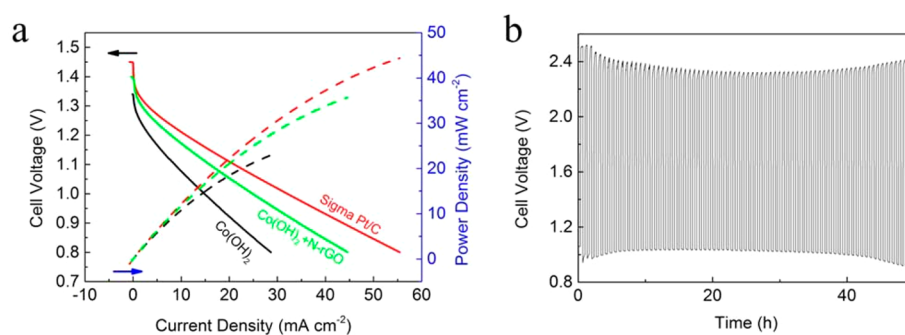 a
1.5
1.4
1.3
1.2
1.1
1.0
0.9
0.8
0.7
Cell Voltage (V)
-10 0 10 20 30 40 50 60
Current Density (mA cm⁻²)
50
40
30
20
10
0
Power Density (mW cm⁻²)
Sigma Pt/C
Co(OH)₂+N-rGO
Co(OH)₂
b
2.4
2.0
1.6
1.2
0.8
Cell Voltage (V)
0 20 40
Time (h)